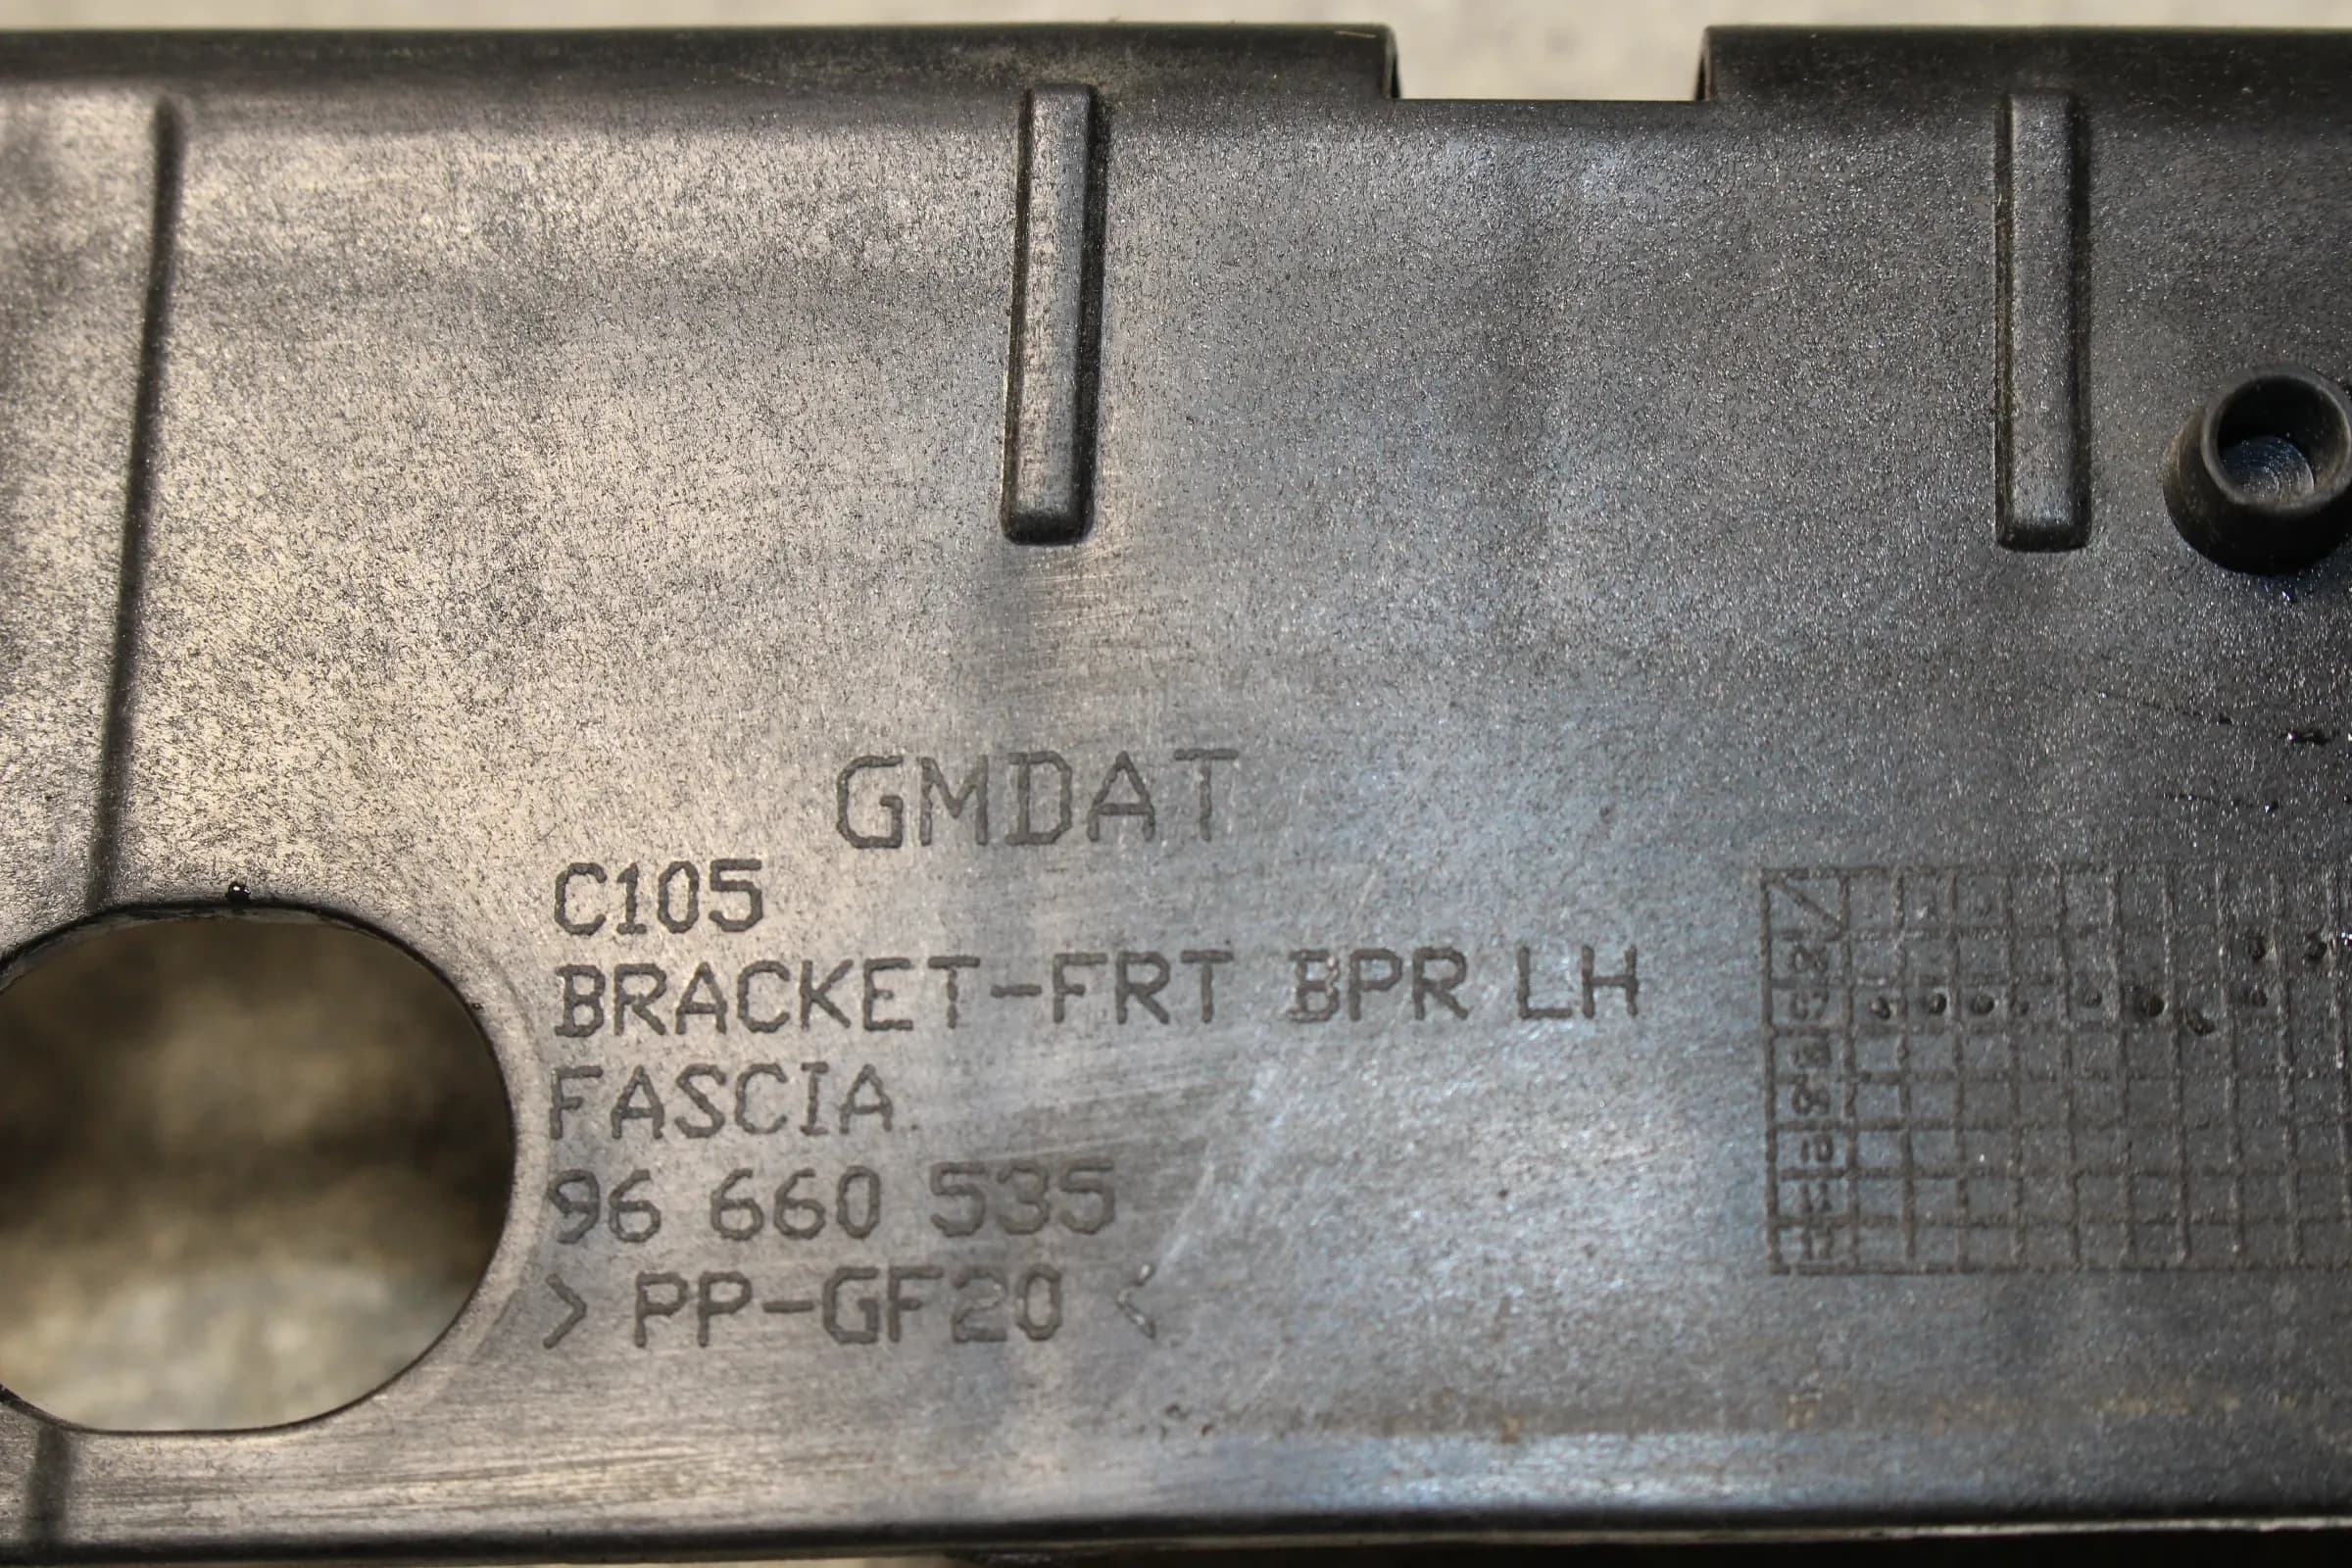 GMDAT
C105
BRACKET-FRT BPR LH
FASCIA
96 660 535
> PP-GF20 <